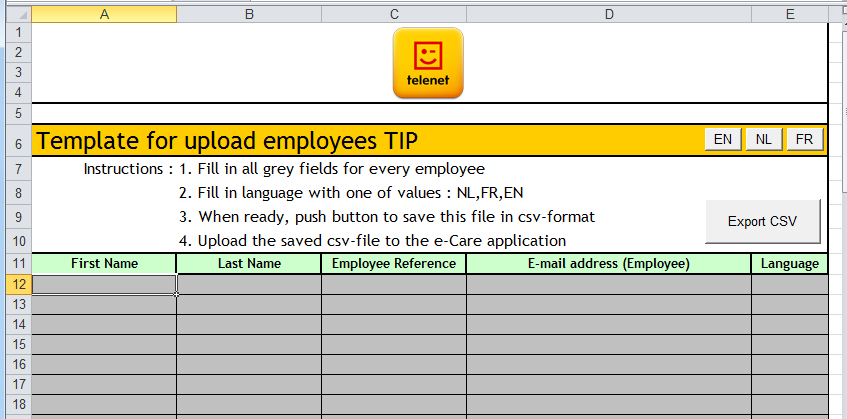 A B C D E
1
2
3
4
telenet
5
6 Template for upload employees TIP EN NL FR
7 Instructions : 1. Fill in all grey fields for every employee
8 2. Fill in language with one of values : NL,FR,EN
9 3. When ready, push button to save this file in csv-format
Export CSV
10 4. Upload the saved csv-file to the e-Care application
11 First Name Last Name Employee Reference E-mail address (Employee) Language
12
13
14
15
16
17
18